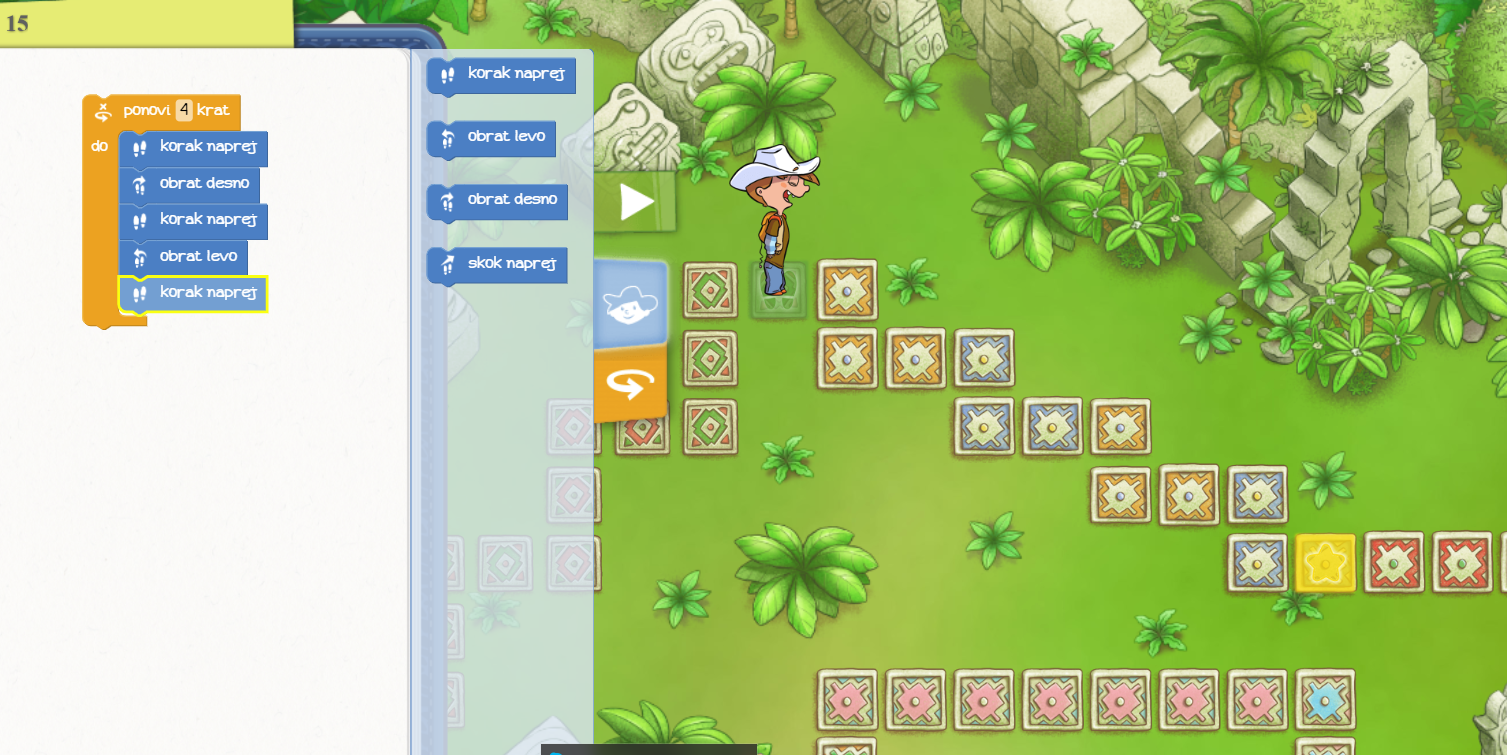 15
ponovi 4 krat
do
korak naprej
obrat desno
korak naprej
obrat levo
korak naprej
korak naprej
obrat levo
obrat desno
skok naprej